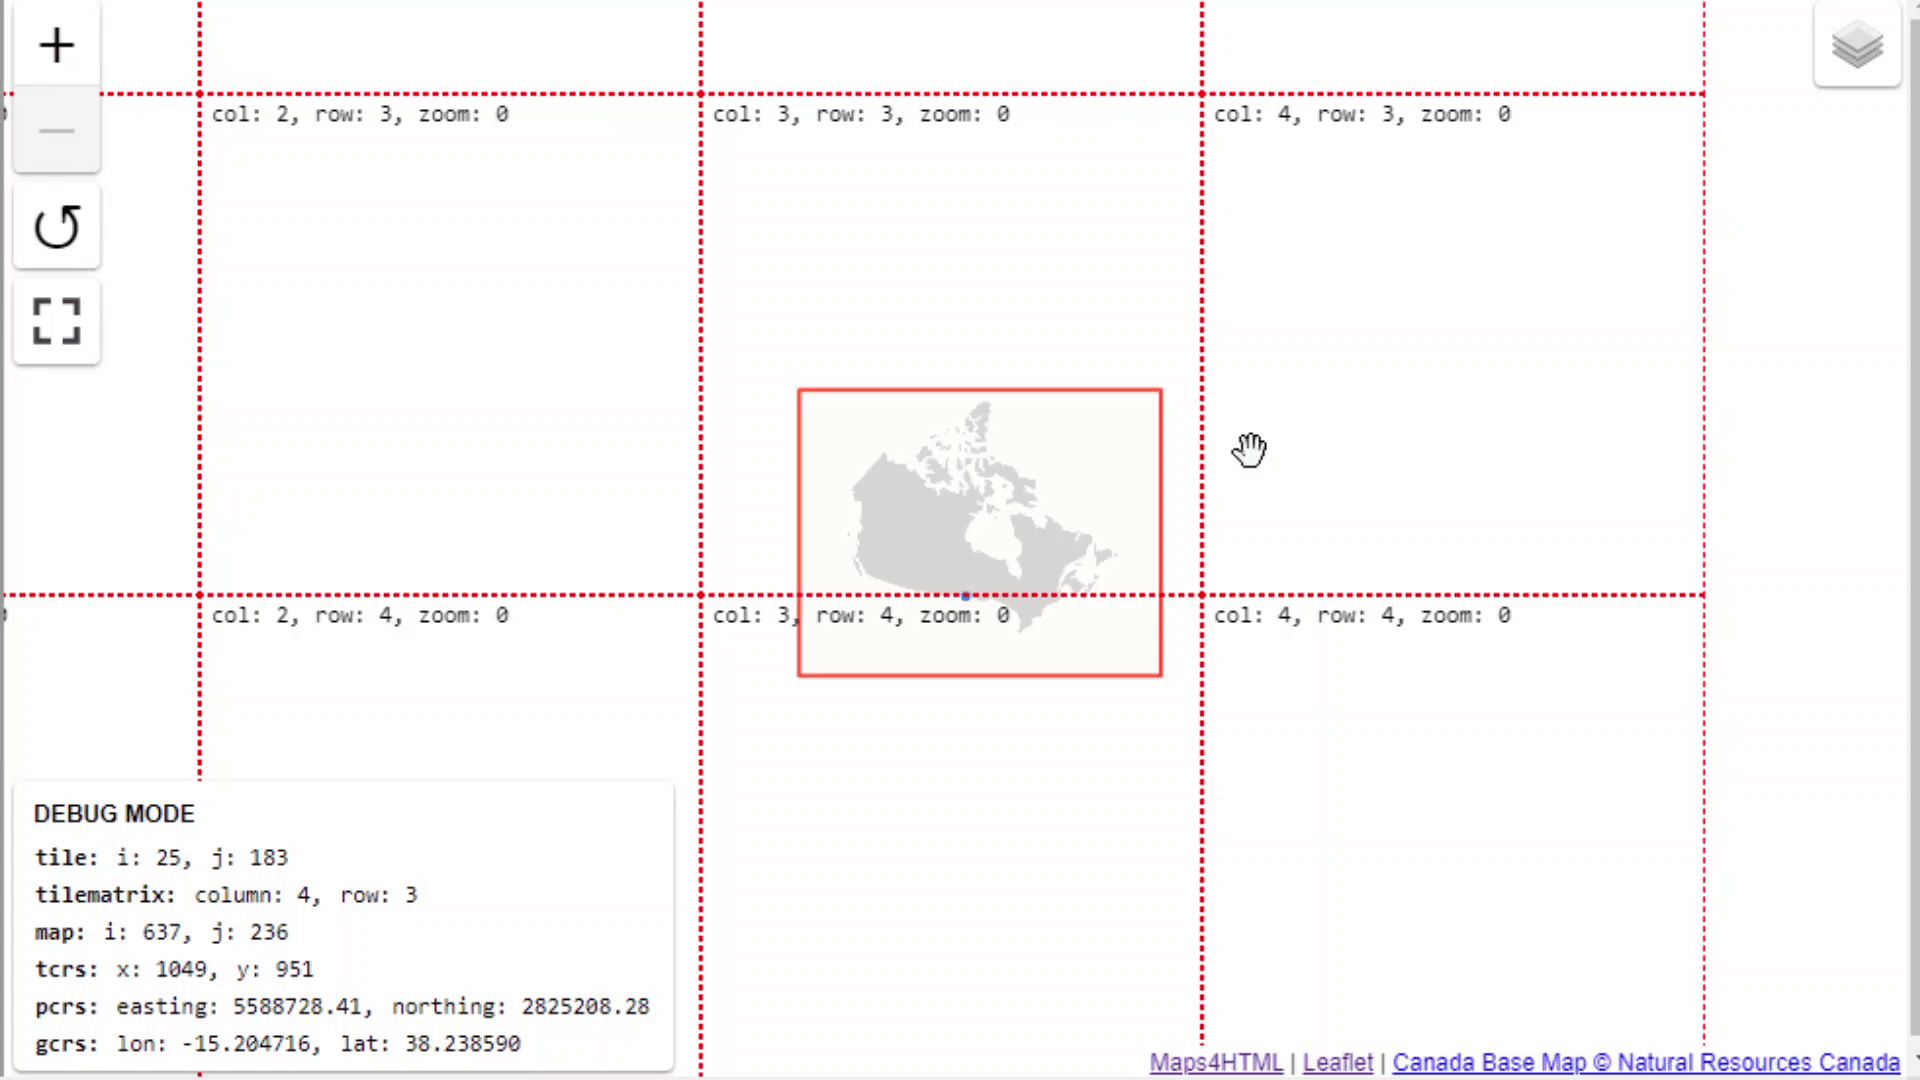 col: 2, row: 3, zoom: 0
col: 3, row: 3, zoom: 0
col: 4, row: 3, zoom: 0
col: 2, row: 4, zoom: 0
col: 3, row: 4, zoom: 0
col: 4, row: 4, zoom: 0
DEBUG MODE
tile: i: 25, j: 183
tilematrix: column: 4, row: 3
map: i: 637, j: 236
tcrs: x: 1049, y: 951
pcrs: easting: 5588728.41, northing: 2825208.28
gcrs: lon: -15.204716, lat: 38.238590
Maps4HTML | Leaflet | Canada Base Map © Natural Resources Canada